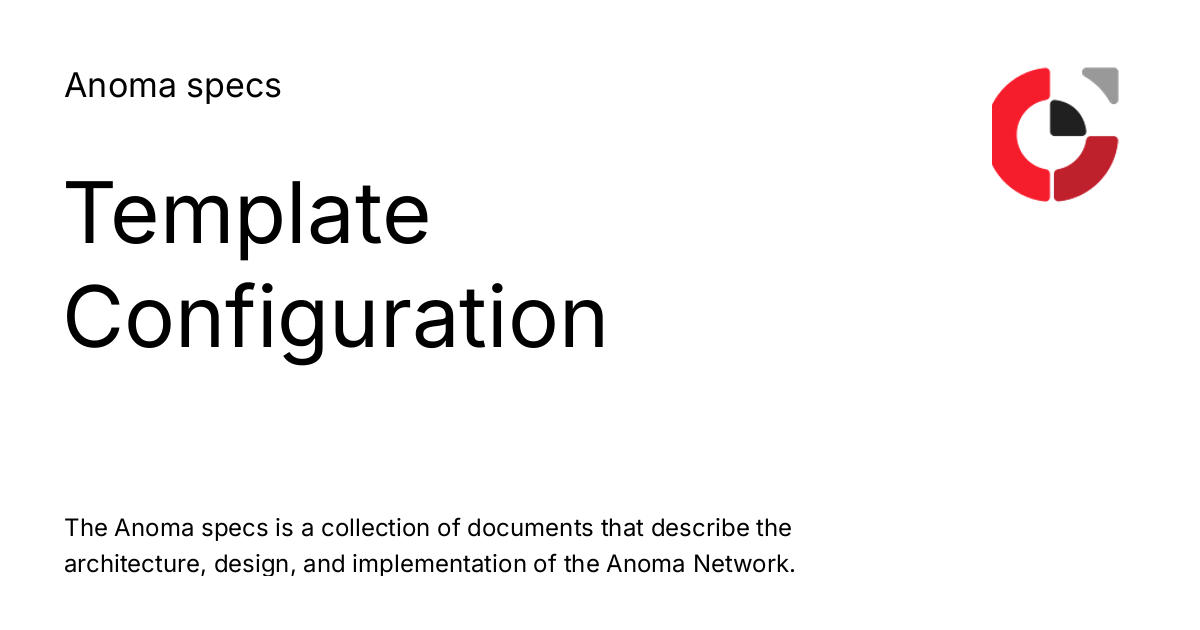 Anoma specs
Template
Configuration
The Anoma specs is a collection of documents that describe the
architecture, design, and implementation of the Anoma Network.